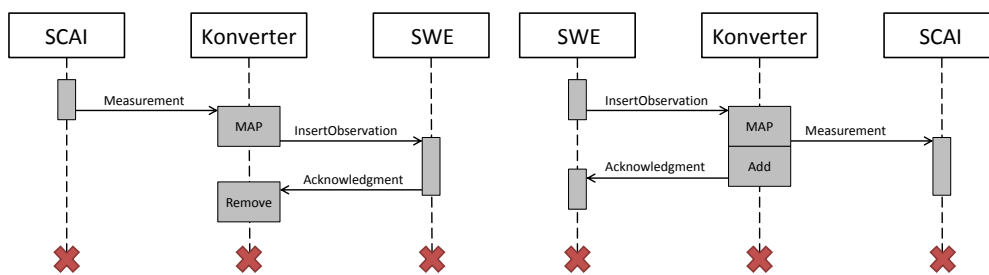 SCAI
Konverter
SWE
Measurement
MAP
InsertObservation
Acknowledgment
Remove
SWE
Konverter
SCAI
InsertObservation
MAP
Measurement
Acknowledgment
Add